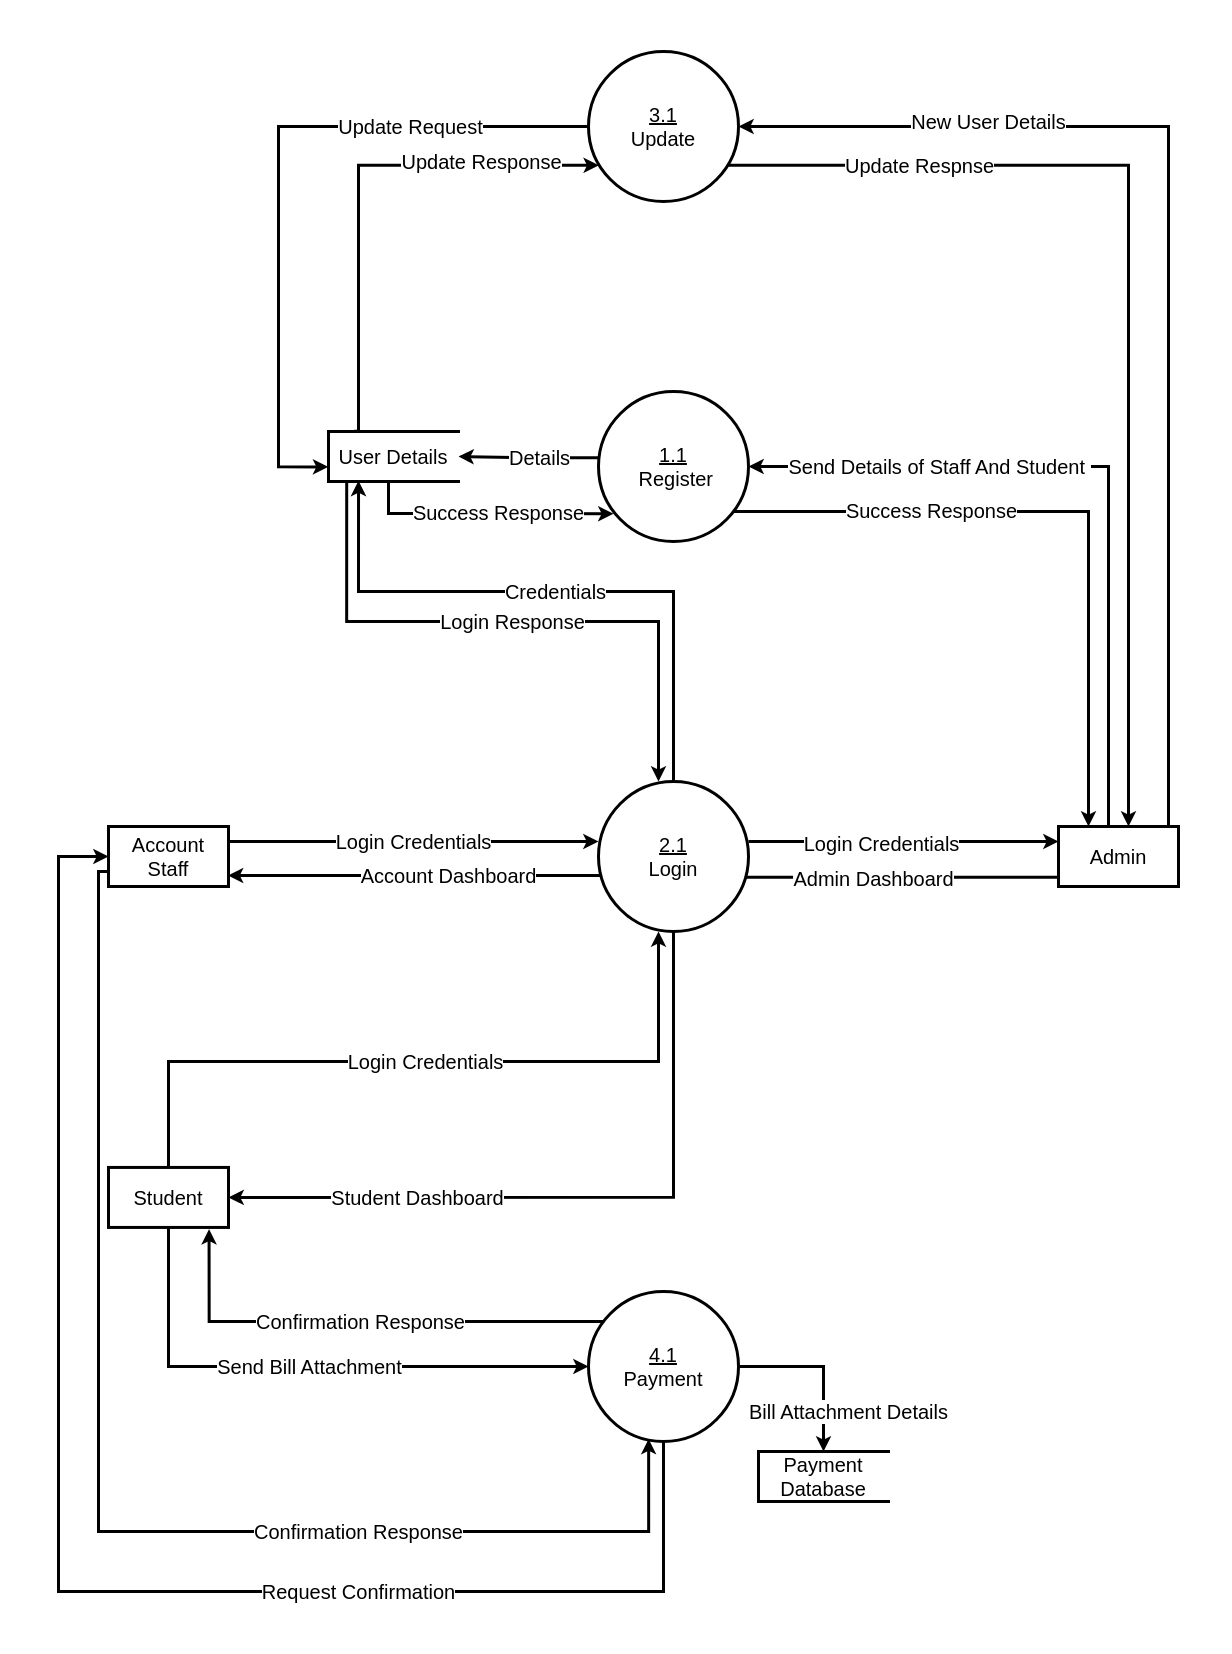 3.1
Update
Update Request
New User Details
Update Response
Update Respnse
User Details
Details
1.1
Register
Send Details of Staff And Student
Success Response
Success Response
Credentials
Login Response
Account
Staff
Login Credentials
Account Dashboard
2.1
Login
Login Credentials
Admin Dashboard
Admin
Login Credentials
Student
Student Dashboard
Confirmation Response
Send Bill Attachment
4.1
Payment
Bill Attachment Details
Payment
Database
Confirmation Response
Request Confirmation